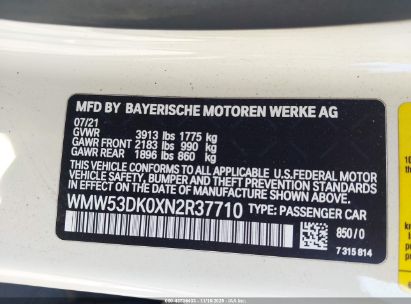 MFD BY BAYERISCHE MOTOREN WERKE AG
07/21
GVWR 3913 lbs 1775 kg
GAWR FRONT 2183 lbs 990 kg
GAWR REAR 1896 lbs 860 kg
THIS VEHICLE CONFORMS TO ALL APPLICABLE U.S.FEDERAL MOTOR
VEHICLE SAFETY, BUMPER, AND THEFT PREVENTION STANDARDS
IN EFFECT ON THE DATE OF MANUFACTURE SHOWN ABOVE.
WMW53DK0XN2R37710 TYPE: PASSENGER CAR
850/0
7 315 814